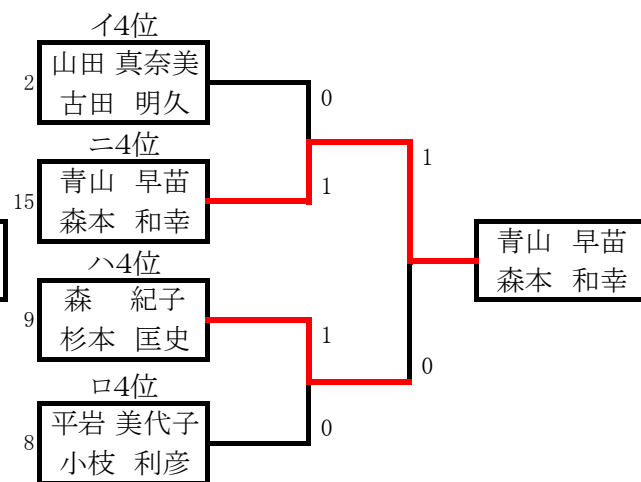 イ4位
2
山田 真奈美
古田 明久
0
ニ4位
15
青山 早苗
森本 和幸
1
1
青山 早苗
森本 和幸
ハ4位
9
森 紀子
杉本 匡史
1
0
ロ4位
8
平岩 美代子
小枝 利彦
0